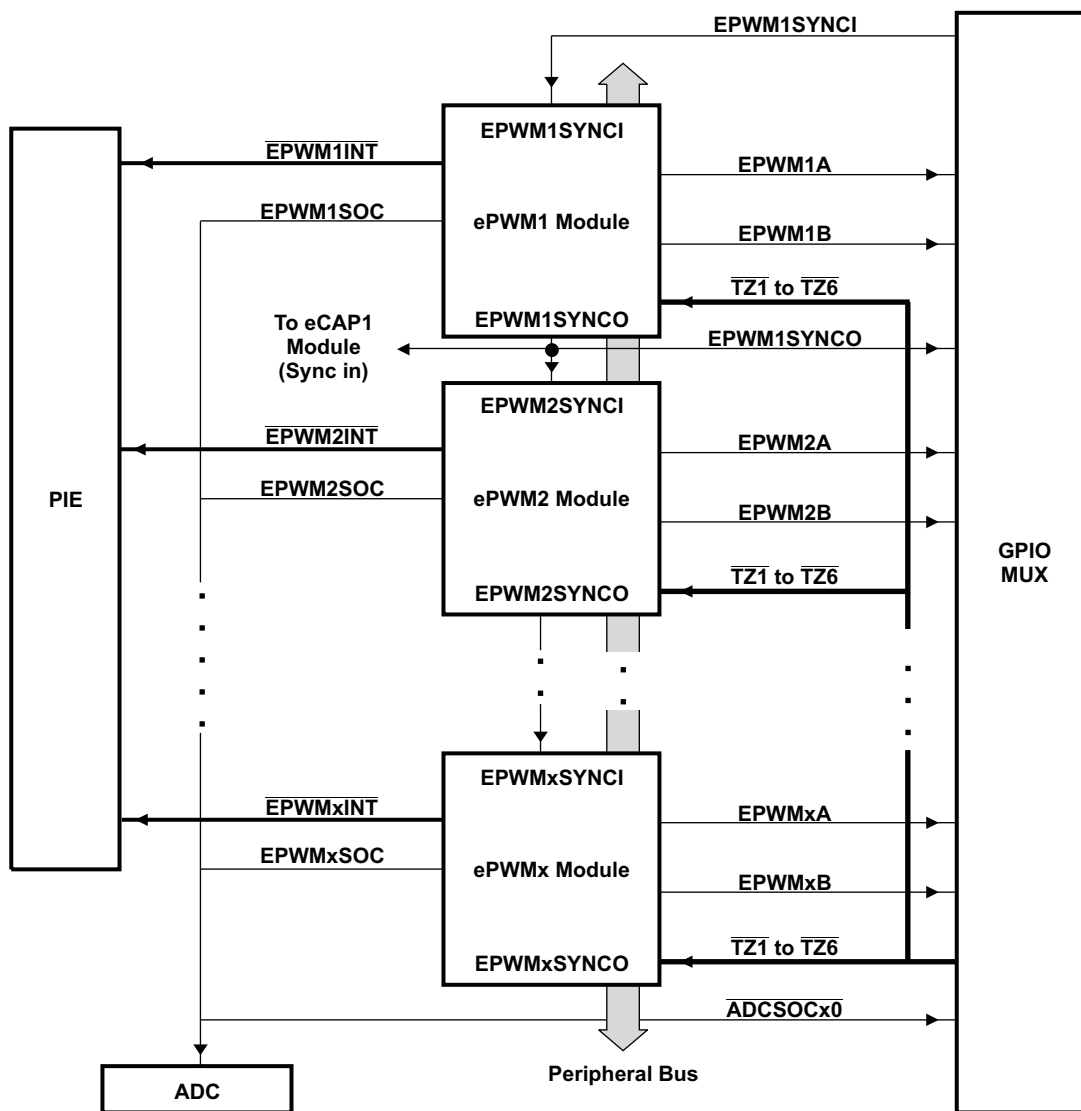 EPWM1SYNCI
EPWM1SYNCI
EPWM1INT
EPWM1A
EPWM1SOC
ePWM1 Module
EPWM1B
TZ1 to TZ6
To eCAP1
Module
(Sync in)
EPWM1SYNCO
EPWM1SYNCO
EPWM2SYNCI
EPWM2INT
EPWM2A
PIE
EPWM2SOC
ePWM2 Module
EPWM2B
GPIO
MUX
TZ1 to TZ6
EPWM2SYNCO
EPWMxSYNCI
EPWMxINT
EPWMxA
EPWMxSOC
ePWMx Module
EPWMxB
TZ1 to TZ6
EPWMxSYNCO
ADCSOCx0
Peripheral Bus
ADC